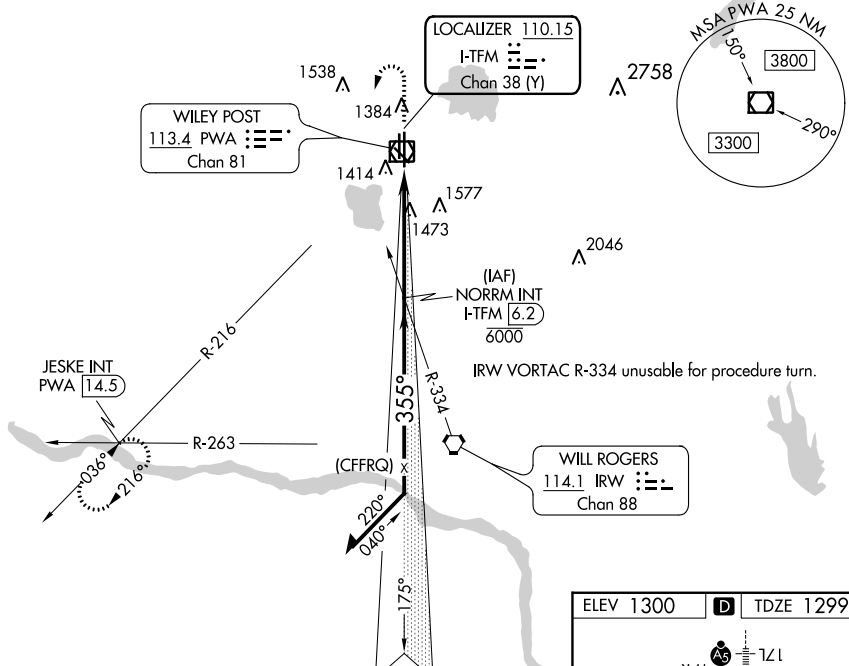 LOCALIZER 110.15
I-TFM
Chan 38 (Y)
MSA PWA 25 NM
150°
3800
290°
3300
1538
1384
2758
WILEY POST
113.4 PWA
Chan 81
1414
1577
1473
2046
(IAF)
NORRM INT
I-TFM 6.2
6000
R-216
JESKE INT
PWA 14.5
IRW VORTAC R-334 unusable for procedure turn.
R-334
355°
R-263
036°
216°
(CFFRQ) X
WILL ROGERS
114.1 IRW
Chan 88
220°
040°
175°
ELEV 1300 D TDZE 1299
A5
17L